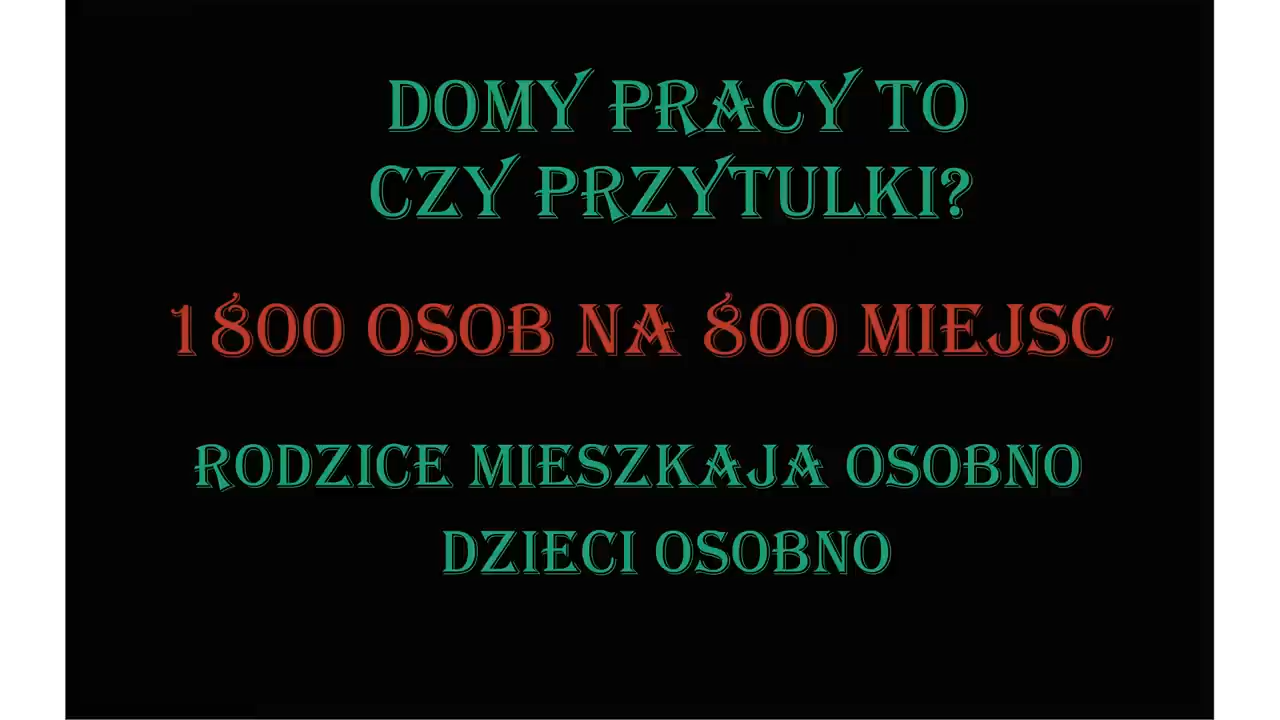 DOMY PRACY TO
CZY PRZYTULKI?
1800 OSOB NA 800 MIEJSC
RODZICE MIESZKAJA OSOBNO
DZIECI OSOBNO